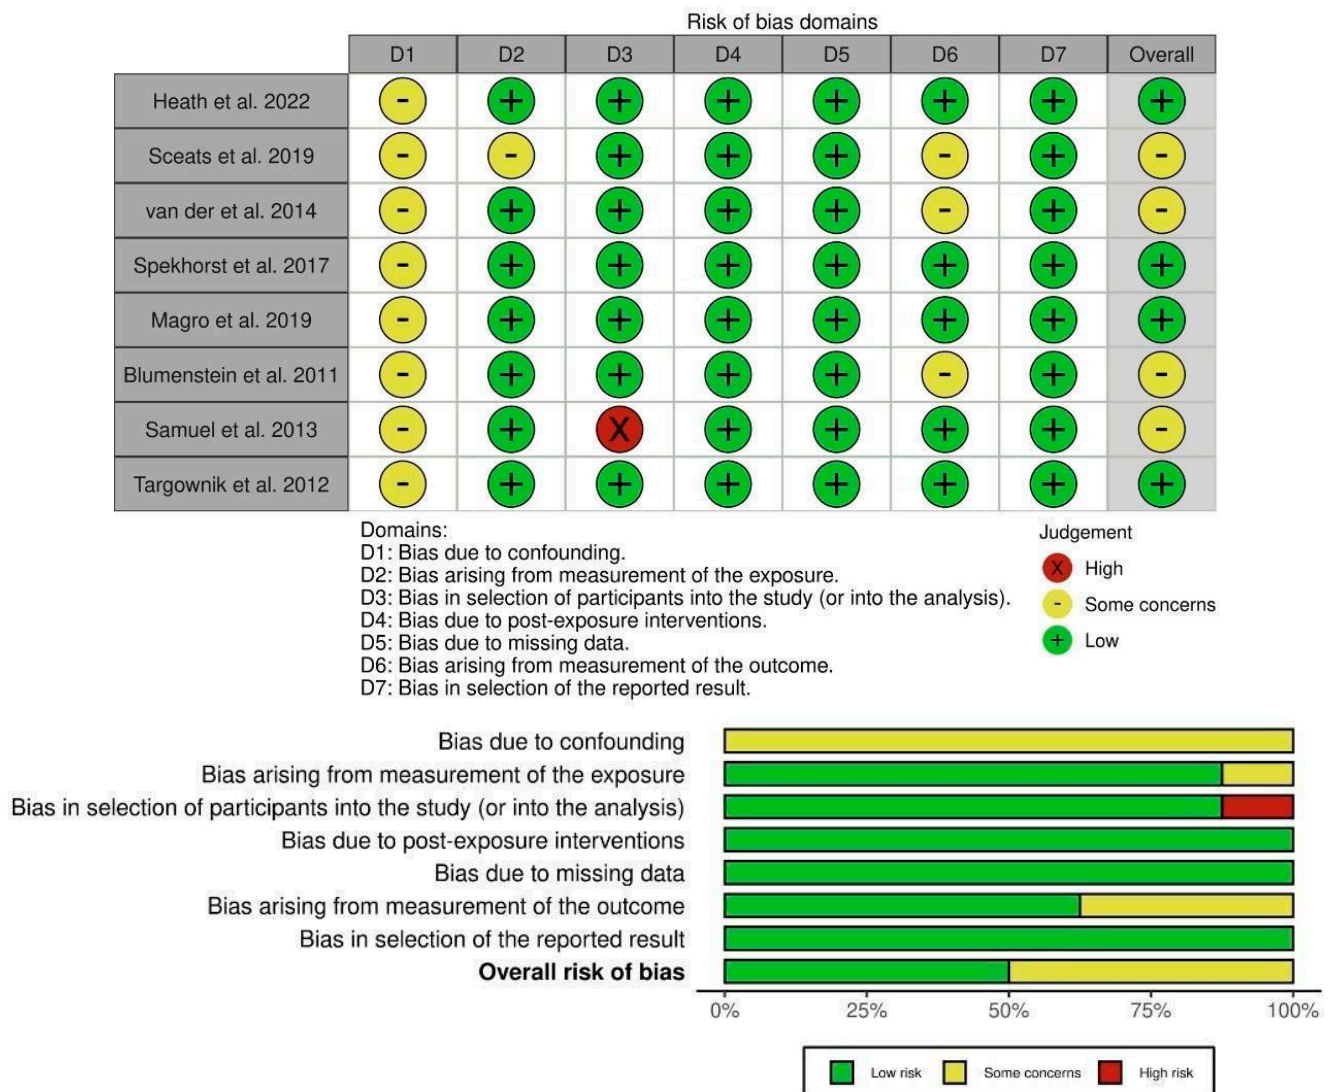 Risk of bias domains
D1 D2 D3 D4 D5 D6 D7 Overall
Heath et al. 2022 - + + + + + + +
Sceats et al. 2019 - - + + + - + -
van der et al. 2014 - + + + + - + -
Spekhorst et al. 2017 - + + + + + + +
Magro et al. 2019 - + + + + + + +
Blumenstein et al. 2011 - + + + + - + -
Samuel et al. 2013 - + X + + + + -
Targownik et al. 2012 - + + + + + + +
Domains:
D1: Bias due to confounding.
D2: Bias arising from measurement of the exposure.
D3: Bias in selection of participants into the study (or into the analysis).
D4: Bias due to post-exposure interventions.
D5: Bias due to missing data.
D6: Bias arising from measurement of the outcome.
D7: Bias in selection of the reported result.
Judgement
X High
- Some concerns
+ Low
Bias due to confounding
Bias arising from measurement of the exposure
Bias in selection of participants into the study (or into the analysis)
Bias due to post-exposure interventions
Bias due to missing data
Bias arising from measurement of the outcome
Bias in selection of the reported result
Overall risk of bias
0% 25% 50% 75% 100%
Low risk Some concerns High risk